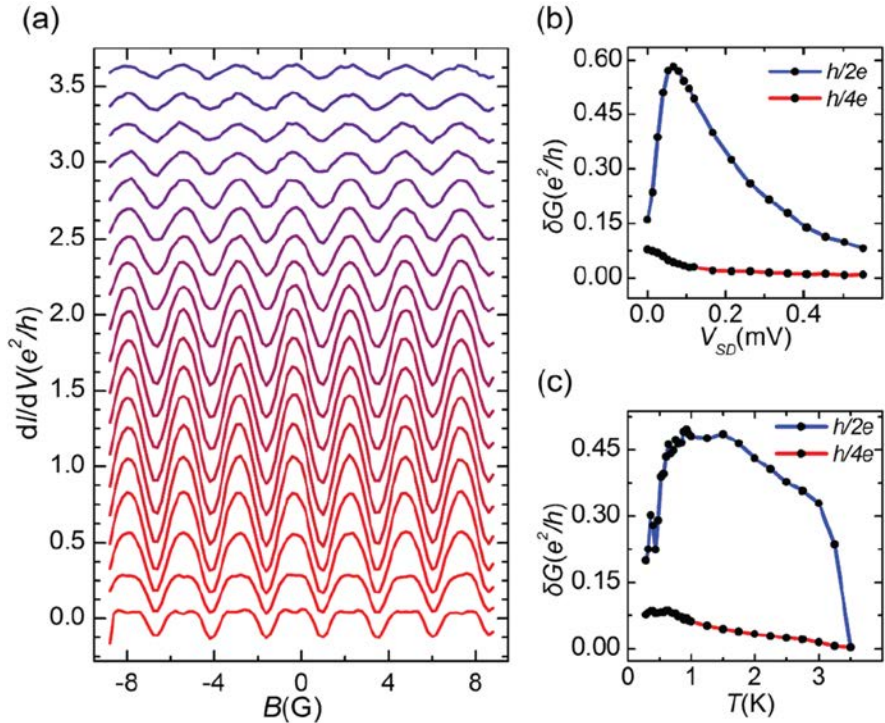 (a)
3.5
3.0
2.5
2.0
1.5
1.0
0.5
0.0
dI/dV(e²/h)
-8
-4
0
4
8
B(G)
(b)
0.60
0.45
0.30
0.15
0.00
δG(e²/h)
h/2e
h/4e
0.0
0.2
0.4
V_SD(mV)
(c)
0.45
0.30
0.15
0.00
δG(e²/h)
h/2e
h/4e
0
1
2
3
T(K)